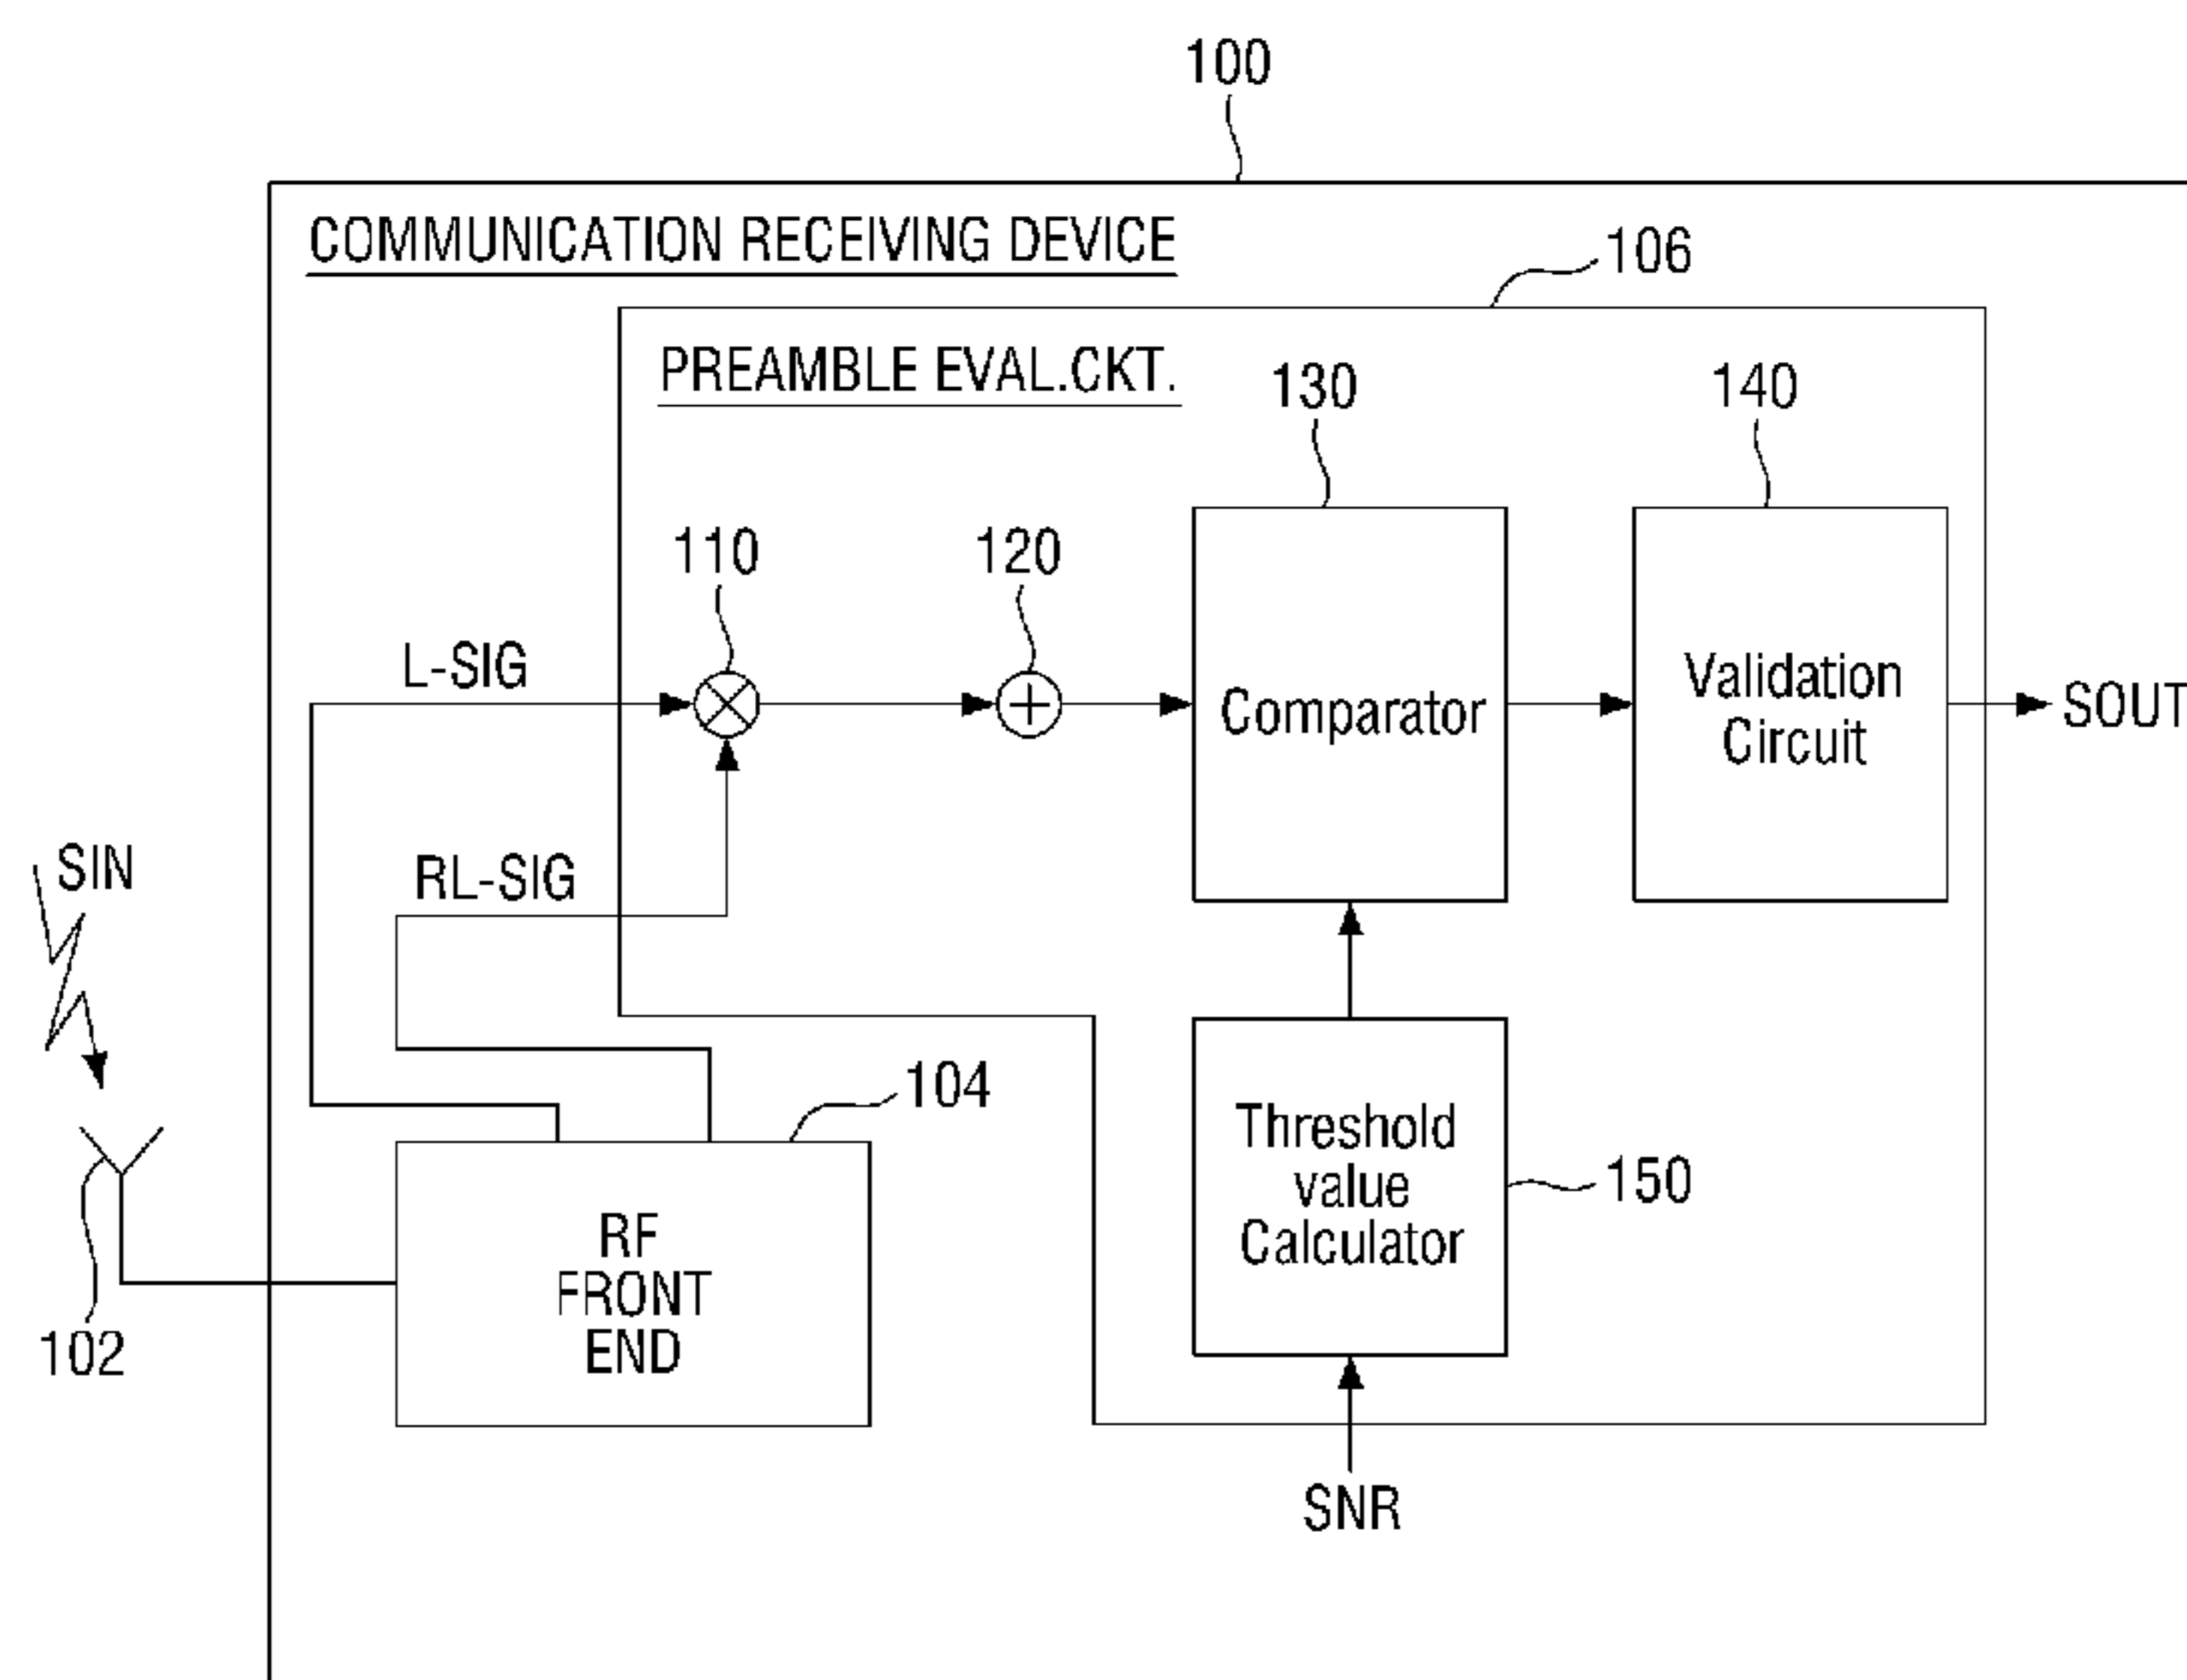 100
COMMUNICATION RECEIVING DEVICE
106
PREAMBLE EVAL.CKT.
130
140
110
120
L-SIG
Comparator
Validation
Circuit
SOUT
SIN
RL-SIG
104
Threshold
value
Calculator
150
RF
FRONT
END
102
SNR